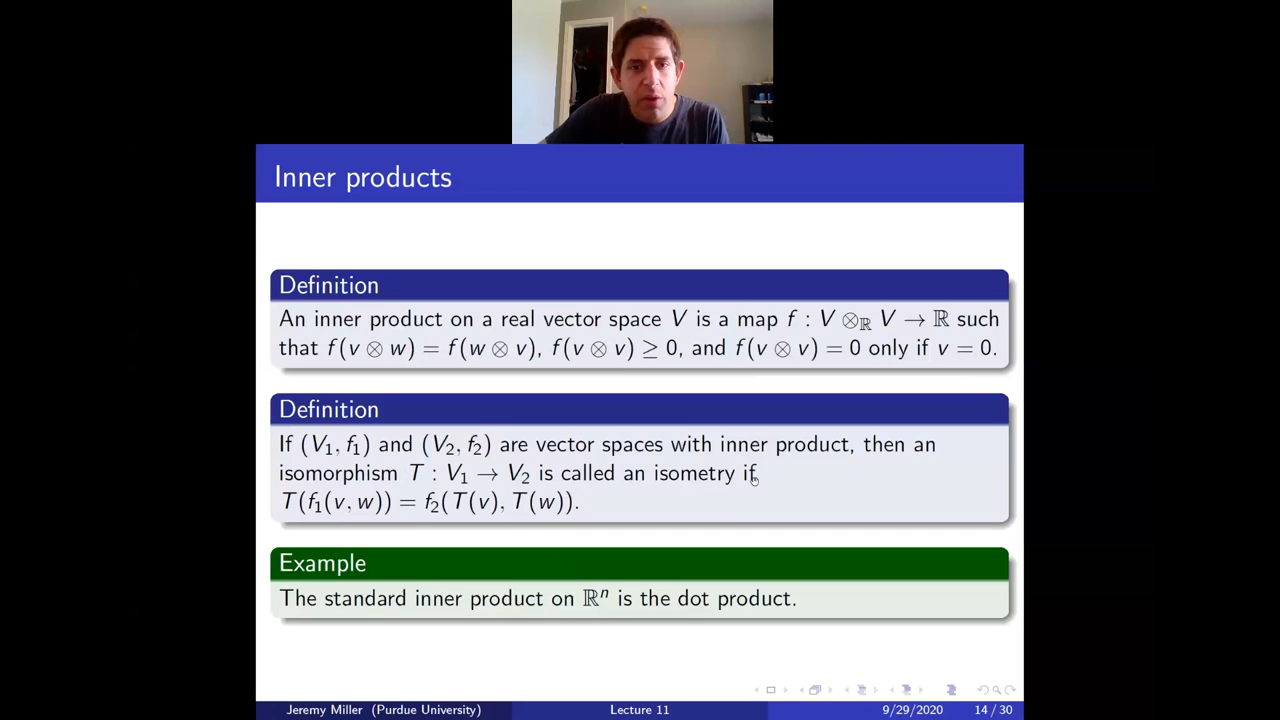 Inner products
Definition
An inner product on a real vector space V is a map f : V ⊗ℝ V → ℝ such
that f(v ⊗ w) = f(w ⊗ v), f(v ⊗ v) ≥ 0, and f(v ⊗ v) = 0 only if v = 0.
Definition
If (V₁, f₁) and (V₂, f₂) are vector spaces with inner product, then an
isomorphism T : V₁ → V₂ is called an isometry if
T(f₁(v, w)) = f₂(T(v), T(w)).
Example
The standard inner product on ℝⁿ is the dot product.
Jeremy Miller (Purdue University) Lecture 11 9/29/2020 14 / 30